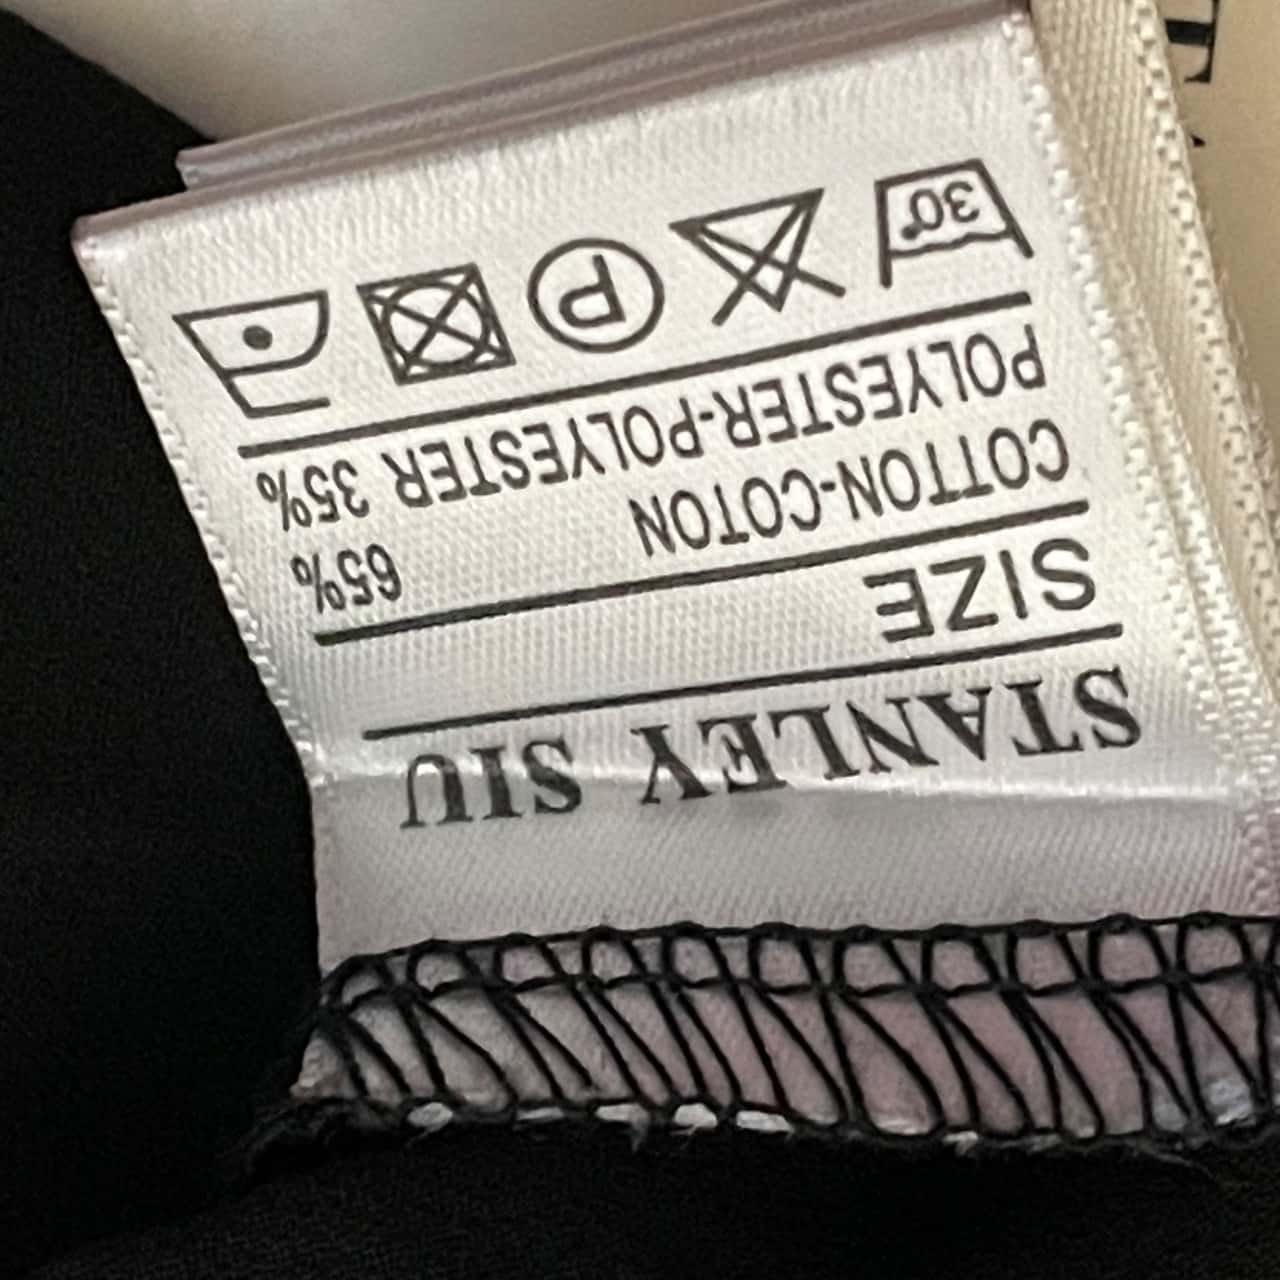 STANLEY SIU
SIZE
COTTON-COTON 65%
POLYESTER-POLYESTER 35%
30°
P
T